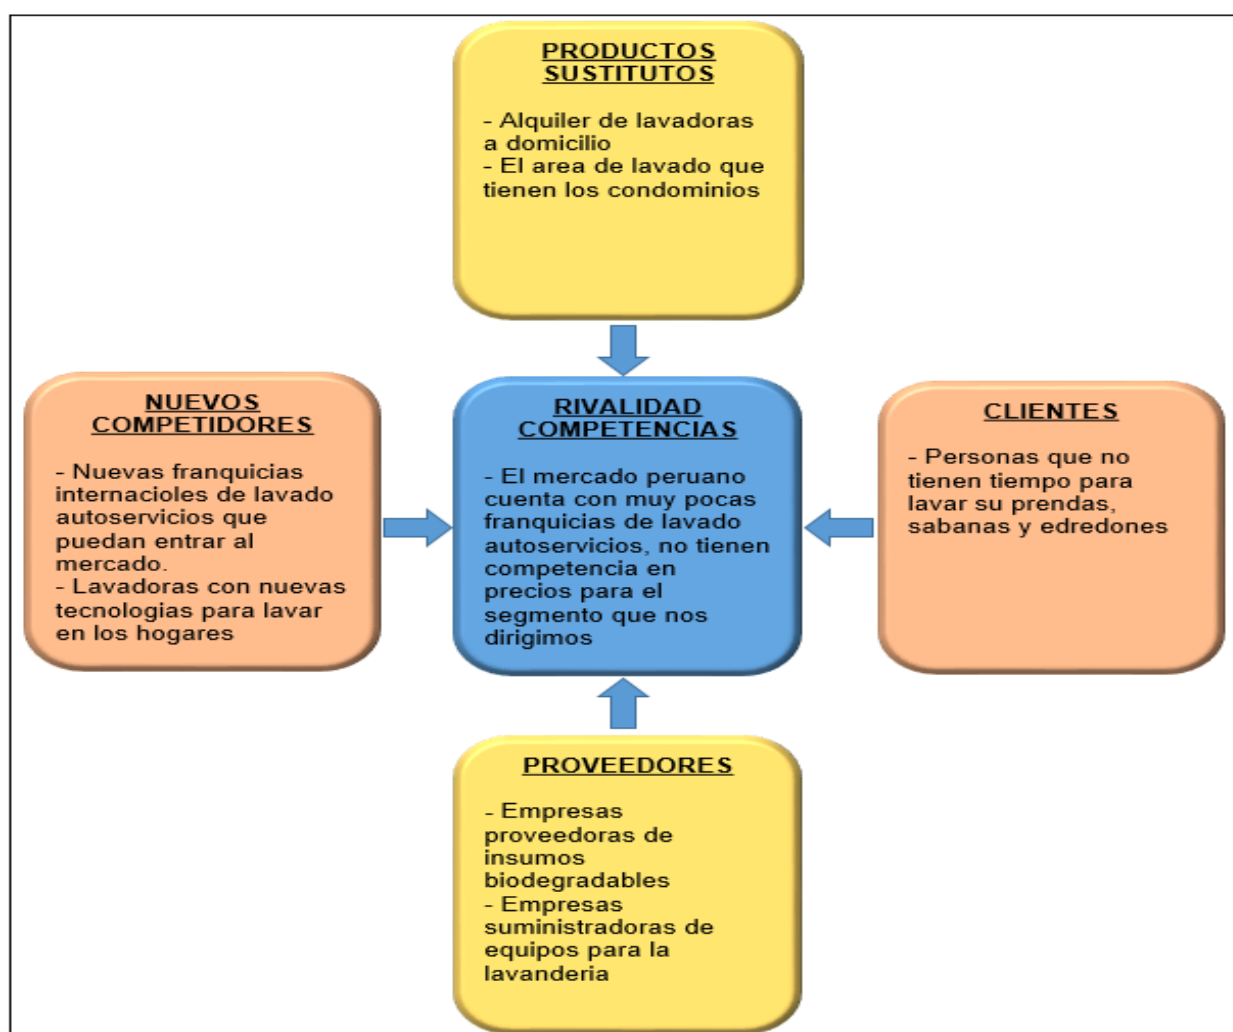 PRODUCTOS
SUSTITUTOS
- Alquiler de lavadoras
a domicilio
- El area de lavado que
tienen los condominios
NUEVOS
COMPETIDORES
- Nuevas franquicias
internacioles de lavado
autoservicios que
puedan entrar al
mercado.
- Lavadoras con nuevas
tecnologias para lavar
en los hogares
RIVALIDAD
COMPETENCIAS
- El mercado peruano
cuenta con muy pocas
franquicias de lavado
autoservicios, no tienen
competencia en
precios para el
segmento que nos
dirigimos
CLIENTES
- Personas que no
tienen tiempo para
lavar su prendas,
sabanas y edredones
PROVEEDORES
- Empresas
proveedoras de
insumos
biodegradables
- Empresas
suministradoras de
equipos para la
lavanderia